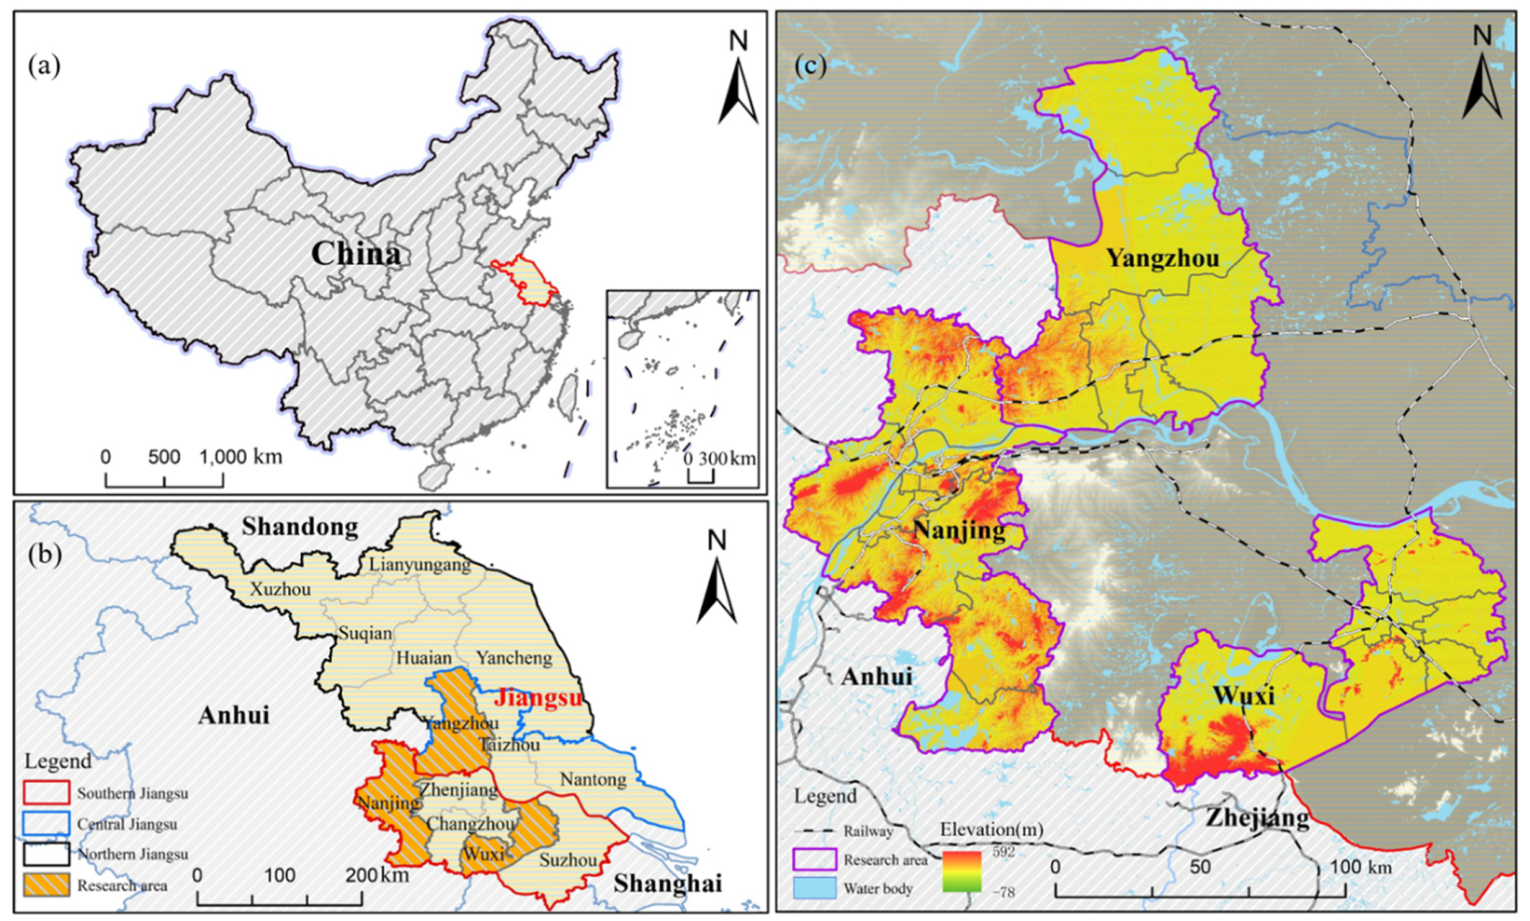 (a)
N
China
0 500 1,000 km
0 300km
(b)
N
Shandong
Lianyungang
Xuzhou
Suqian
Huaian
Yancheng
Jiangsu
Anhui
Yangzhou
Taizhou
Nantong
Zhenjiang
Nanjing
Changzhou
Wuxi
Suzhou
Shanghai
Legend
Southern Jiangsu
Central Jiangsu
Northern Jiangsu
Research area
0 100 200km
(c)
N
Yangzhou
Nanjing
Anhui
Wuxi
Zhejiang
Legend
Railway
Research area
Water body
Elevation(m)
592
-78
0 50 100 km